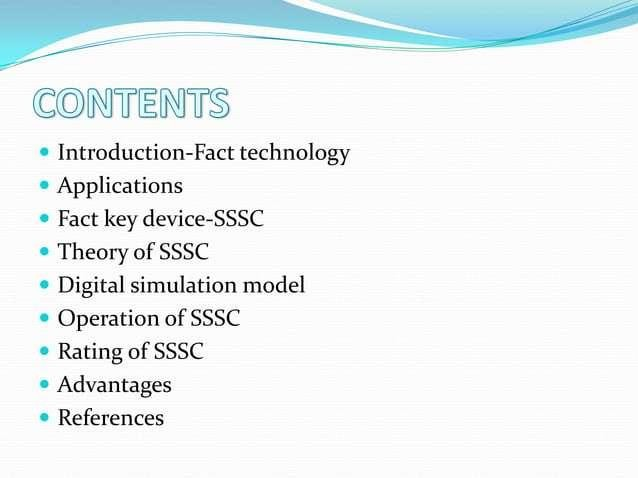 CONTENTS
• Introduction-Fact technology
• Applications
• Fact key device-SSSC
• Theory of SSSC
• Digital simulation model
• Operation of SSSC
• Rating of SSSC
• Advantages
• References